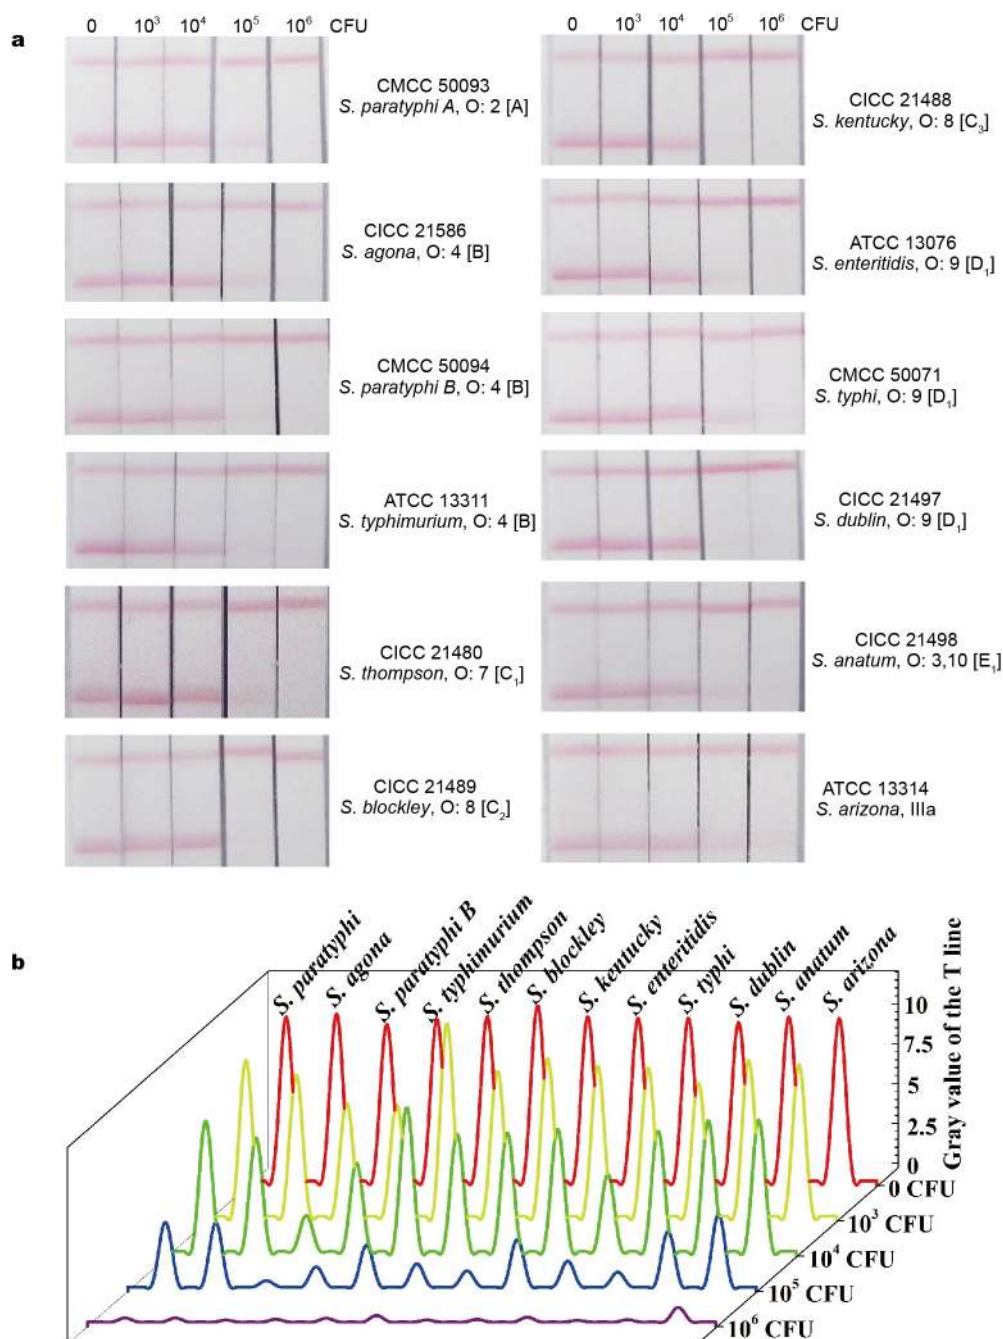 a
0 10³ 10⁴ 10⁵ 10⁶ CFU
CMCC 50093
S. paratyphi A, O: 2 [A]
CICC 21586
S. agona, O: 4 [B]
CMCC 50094
S. paratyphi B, O: 4 [B]
ATCC 13311
S. typhimurium, O: 4 [B]
CICC 21480
S. thompson, O: 7 [C₁]
CICC 21489
S. blockley, O: 8 [C₂]
0 10³ 10⁴ 10⁵ 10⁶ CFU
CICC 21488
S. kentucky, O: 8 [C₃]
ATCC 13076
S. enteritidis, O: 9 [D₁]
CMCC 50071
S. typhi, O: 9 [D₁]
CICC 21497
S. dublin, O: 9 [D₁]
CICC 21498
S. anatum, O: 3,10 [E₁]
ATCC 13314
S. arizona, IIIa
b
S. paratyphi
S. agona
S. paratyphi B
S. typhimurium
S. thompson
S. blockley
S. kentucky
S. enteritidis
S. typhi
S. dublin
S. anatum
S. arizona
10
7.5
5
2.5
0
Gray value of the T line
0 CFU
10³ CFU
10⁴ CFU
10⁵ CFU
10⁶ CFU